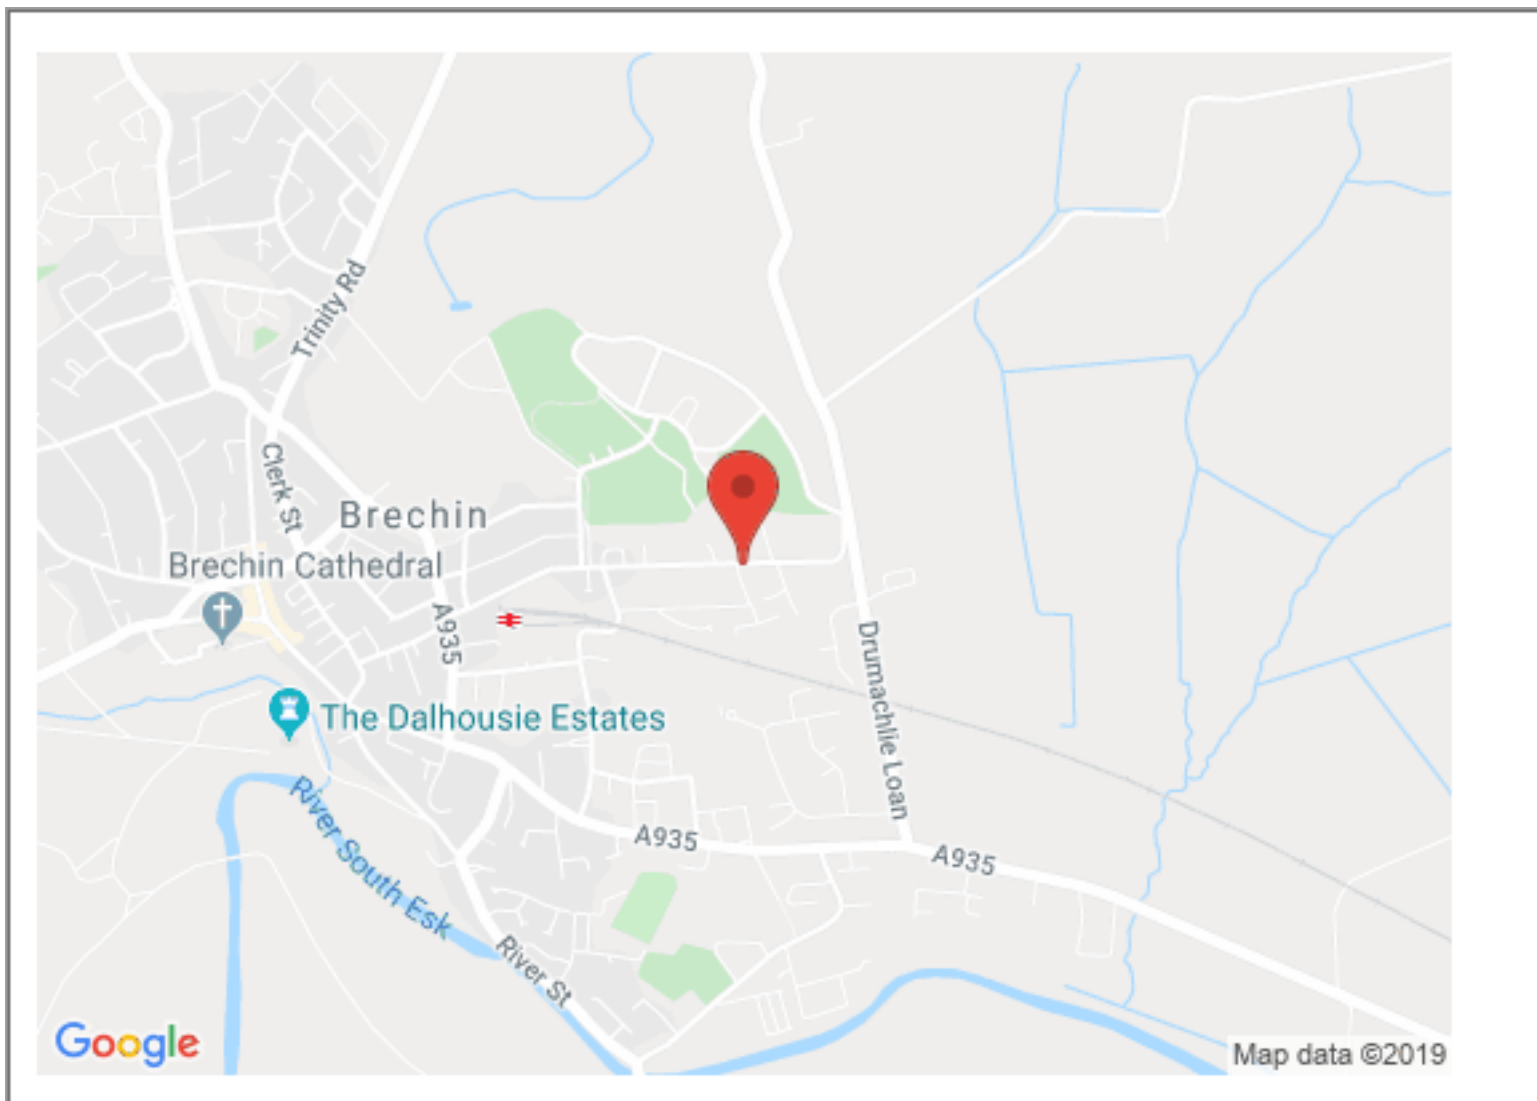 Trinity Rd
Clerk St
Brechin
Brechin Cathedral
A935
Drumachlie Loan
The Dalhousie Estates
River South Esk
A935
A935
River St
Google
Map data ©2019